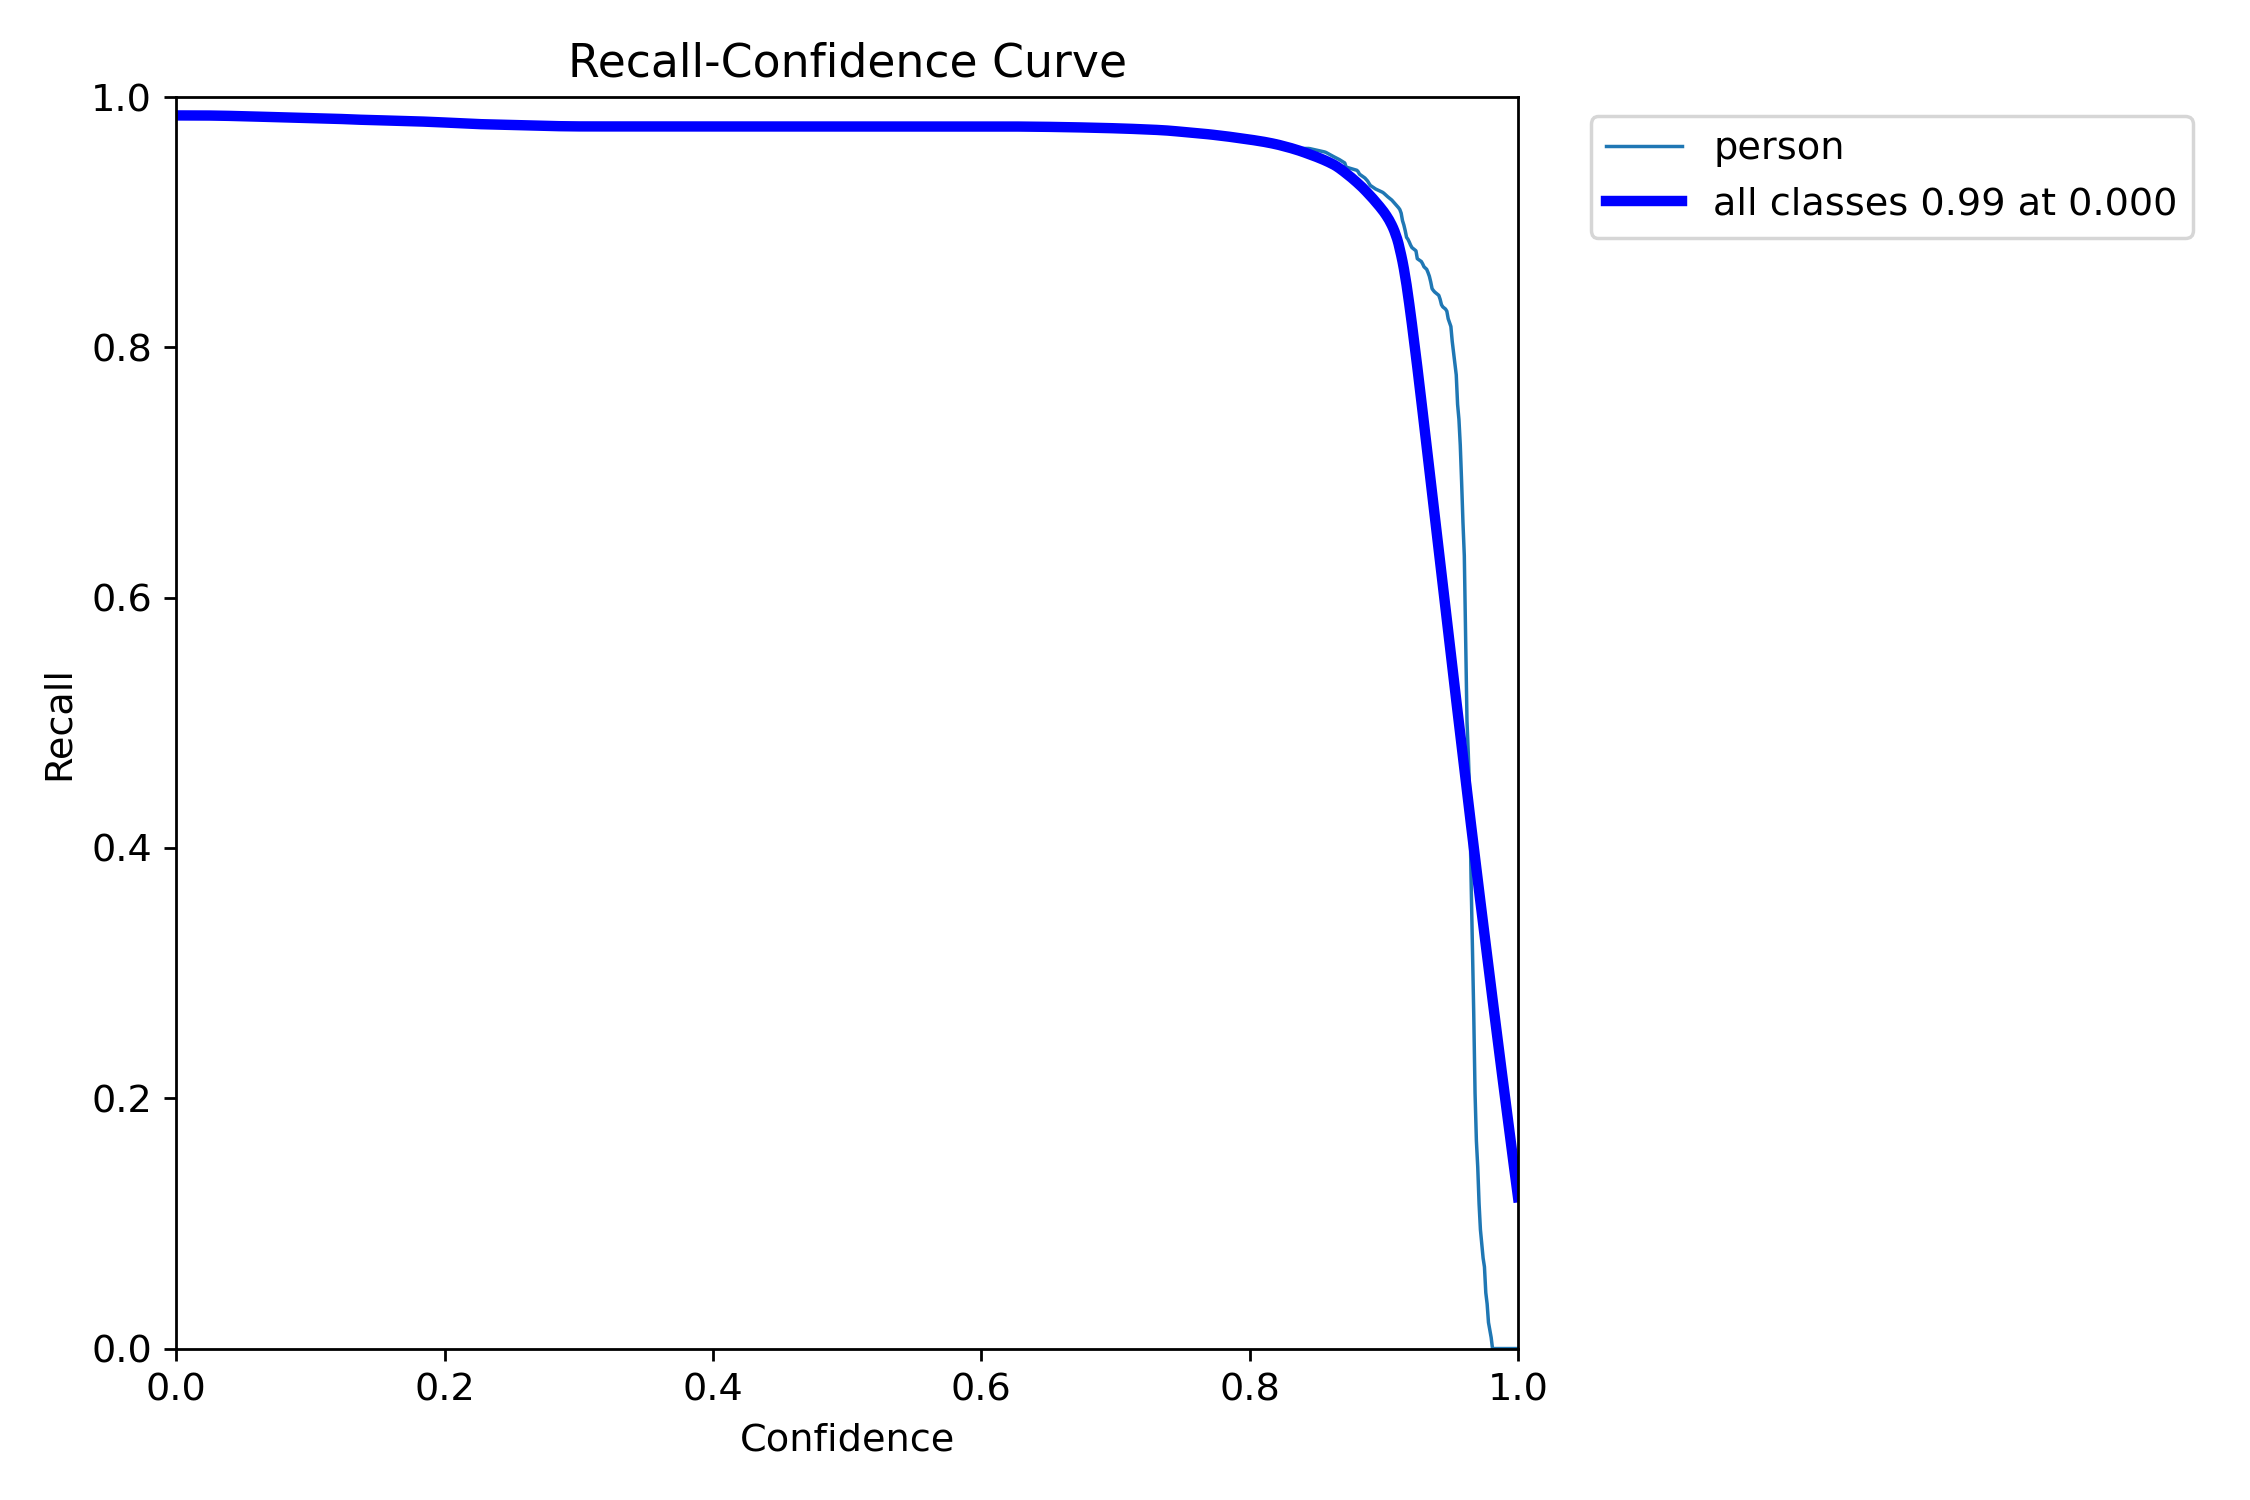 Recall-Confidence Curve
1.0
0.8
0.6
0.4
0.2
0.0
Recall
0.0 0.2 0.4 0.6 0.8 1.0
Confidence
person
all classes 0.99 at 0.000